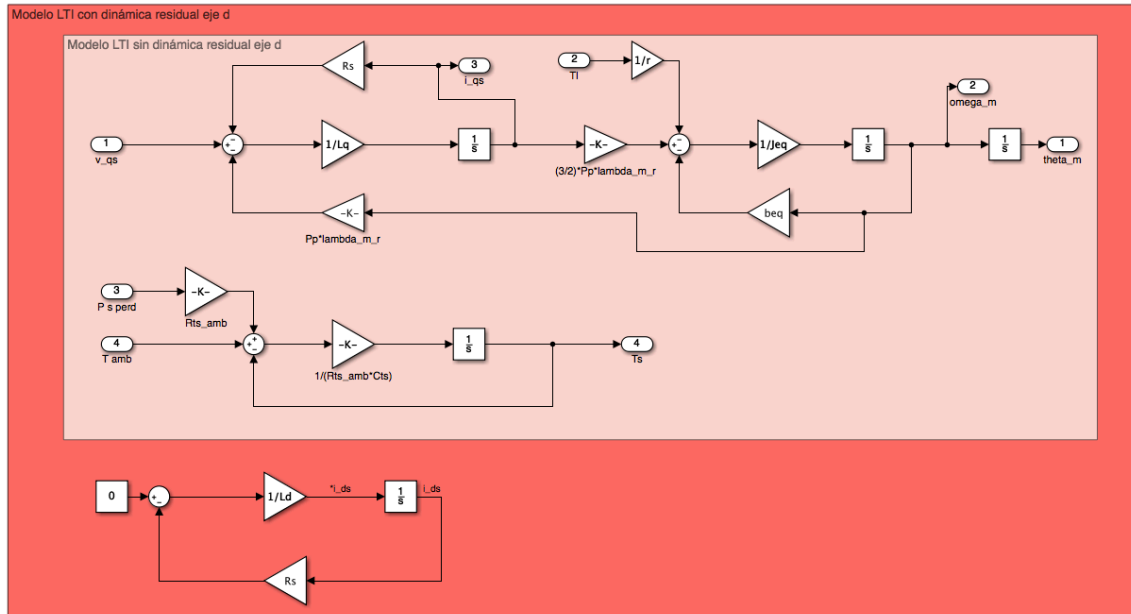 Modelo LTI con dinámica residual eje d
Modelo LTI sin dinámica residual eje d
Rs
3
i_qs
2
Tl
1/r
2
omega_m
1
v_qs
1/Lq
1
s
-K-
(3/2)*Pp*lambda_m_r
1/Jeq
1
s
1
s
1
theta_m
-K-
Pp*lambda_m_r
beq
3
P s perd
-K-
Rts_amb
4
T amb
-K-
1/(Rts_amb*Cts)
1
s
4
Ts
0
1/Ld
*i_ds
1
s
i_ds
Rs